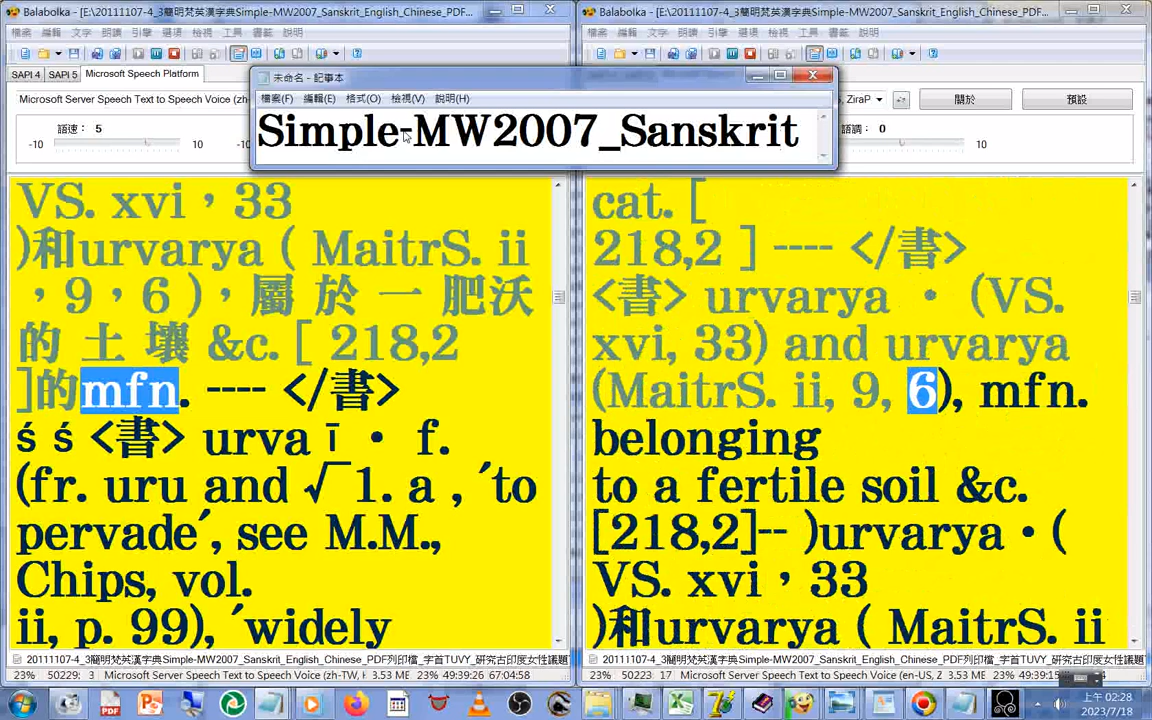 Balabolka - [E:\20111107-4_3簡明梵英漢字典Simple-MW2007_Sanskrit_English_Chinese_PDF...
Balabolka - [E:\20111107-4_3簡明梵英漢字典Simple-MW2007_Sanskrit_English_Chinese_PDF...
檔案 編輯 文字 朗讀 引擎 選項 檢視 工具 書籤 說明
檔案 編輯 文字 朗讀 引擎 選項 檢視 工具 書籤 說明
SAPI 4 SAPI 5 Microsoft Speech Platform
未命名 - 記事本
檔案(F) 編輯(E) 格式(O) 檢視(V) 說明(H)
Simple-MW2007_Sanskrit
Microsoft Server Speech Text to Speech Voice (zh-
, ZiraP
關於
預設
語速: 5
-10
10
-10
語調: 0
10
VS. xvi，33
)和urvarya ( MaitrS. ii
，9，6 )，屬 於 一 肥沃
的 土 壤 &c. [ 218,2
]的mfn. ---- </書>
ś ś <書> urva ī • f.
(fr. uru and √1. a , ´to
pervade´, see M.M.,
Chips, vol.
ii, p. 99), ´widely
cat. [
218,2 ] ---- </書>
<書> urvarya • (VS.
xvi, 33) and urvarya
(MaitrS. ii, 9, 6), mfn.
belonging
to a fertile soil &c.
[218,2]-- )urvarya•(
VS. xvi，33
)和urvarya ( MaitrS. ii
20111107-4_3簡明梵英漢字典Simple-MW2007_Sanskrit_English_Chinese_PDF列印檔_字首TUVY_研究古印度女性議題
20111107-4_3簡明梵英漢字典Simple-MW2007_Sanskrit_English_Chinese_PDF列印檔_字首TUVY_研究古印度女性議題
23% 50229: 3 Microsoft Server Speech Text to Speech Voice (zh-TW, H 3.53 MB 24:49:26 67:04:58
23% 50223 17 Microsoft Server Speech Text to Speech Voice (en-US, Z 3.53 ME 24:49:39
上午 02:28
2023/7/18